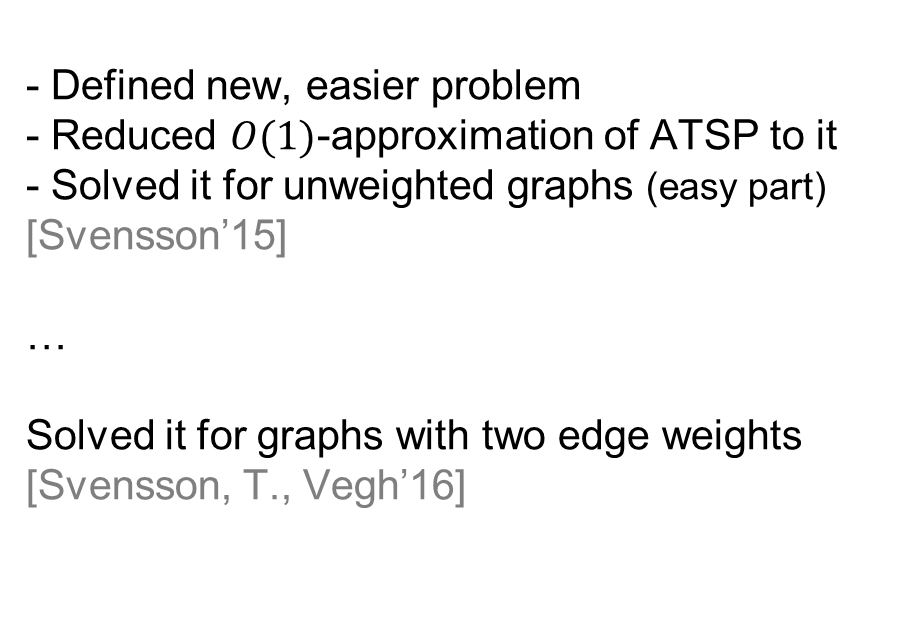 - Defined new, easier problem
- Reduced O(1)-approximation of ATSP to it
- Solved it for unweighted graphs (easy part)
[Svensson’15]
…
Solved it for graphs with two edge weights
[Svensson, T., Vegh’16]